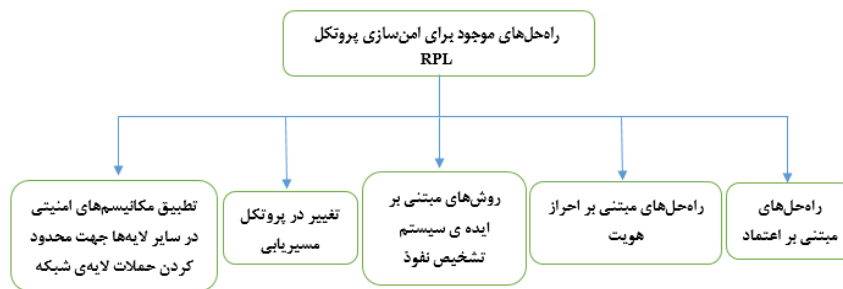 راه‌حل‌های موجود برای امن‌سازی پروتکل
RPL
راه‌حل‌های
مبتنی بر اعتماد
راه‌حل‌های مبتنی بر احراز
هویت
روش‌های مبتنی بر
ایده ی سیستم
تشخیص نفوذ
تغییر در پروتکل
مسیریابی
تطبیق مکانیسم‌های امنیتی
در سایر لایه‌ها جهت محدود
کردن حملات لایه‌ی شبکه